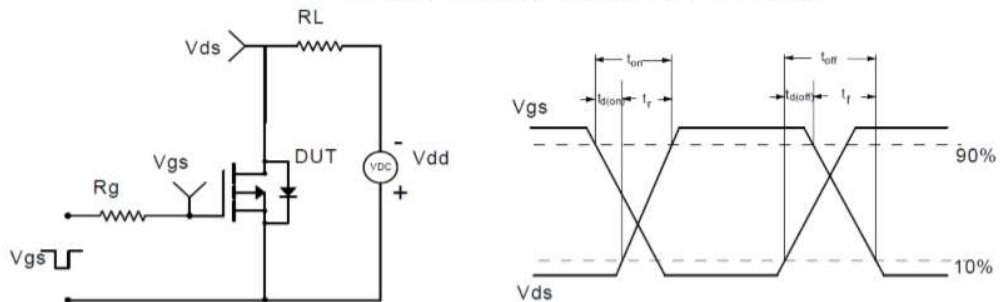 RL
Vds
Vgs
DUT
Rg
VDC
-
Vdd
+
Vgs
ton
toff
td(on)
tr
td(off)
tf
Vgs
90%
10%
Vds